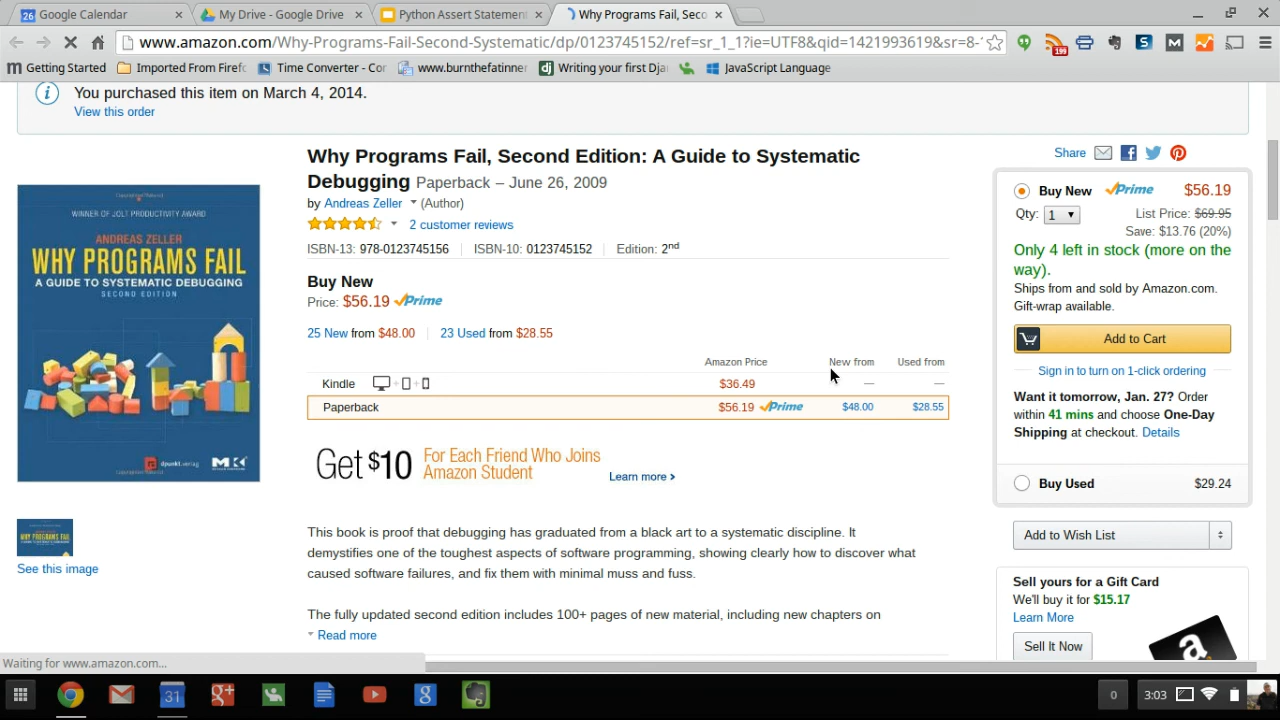 Google Calendar
My Drive - Google Drive
Python Assert Statement
Why Programs Fail, Seco
www.amazon.com/Why-Programs-Fail-Second-Systematic/dp/0123745152/ref=sr_1_1?ie=UTF8&qid=1421993619&sr=8-
199
Getting Started
Imported From Firef
Time Converter - Cor
www.burnthefatinner
Writing your first Dja
JavaScript Language
You purchased this item on March 4, 2014.
View this order
Why Programs Fail, Second Edition: A Guide to Systematic
Debugging Paperback – June 26, 2009
by Andreas Zeller (Author)
2 customer reviews
ISBN-13: 978-0123745156 ISBN-10: 0123745152 Edition: 2nd
Buy New
Price: $56.19 Prime
25 New from $48.00 23 Used from $28.55
Amazon Price New from Used from
Kindle $36.49 — —
Paperback $56.19 Prime $48.00 $28.55
Get $10
For Each Friend Who Joins
Amazon Student
Learn more ›
This book is proof that debugging has graduated from a black art to a systematic discipline. It
demystifies one of the toughest aspects of software programming, showing clearly how to discover what
caused software failures, and fix them with minimal muss and fuss.
The fully updated second edition includes 100+ pages of new material, including new chapters on
Read more
WINNER OF JOLT PRODUCTIVITY AWARD
ANDREAS ZELLER
WHY PROGRAMS FAIL
A GUIDE TO SYSTEMATIC DEBUGGING
SECOND EDITION
dpunkt.verlag
See this image
Share
Buy New Prime $56.19
Qty: 1 List Price: $69.95
Save: $13.76 (20%)
Only 4 left in stock (more on the
way).
Ships from and sold by Amazon.com.
Gift-wrap available.
Add to Cart
Sign in to turn on 1-click ordering
Want it tomorrow, Jan. 27? Order
within 41 mins and choose One-Day
Shipping at checkout. Details
Buy Used $29.24
Add to Wish List
Sell yours for a Gift Card
We'll buy it for $15.17
Learn More
Sell It Now
Waiting for www.amazon.com...
31
0
3:03